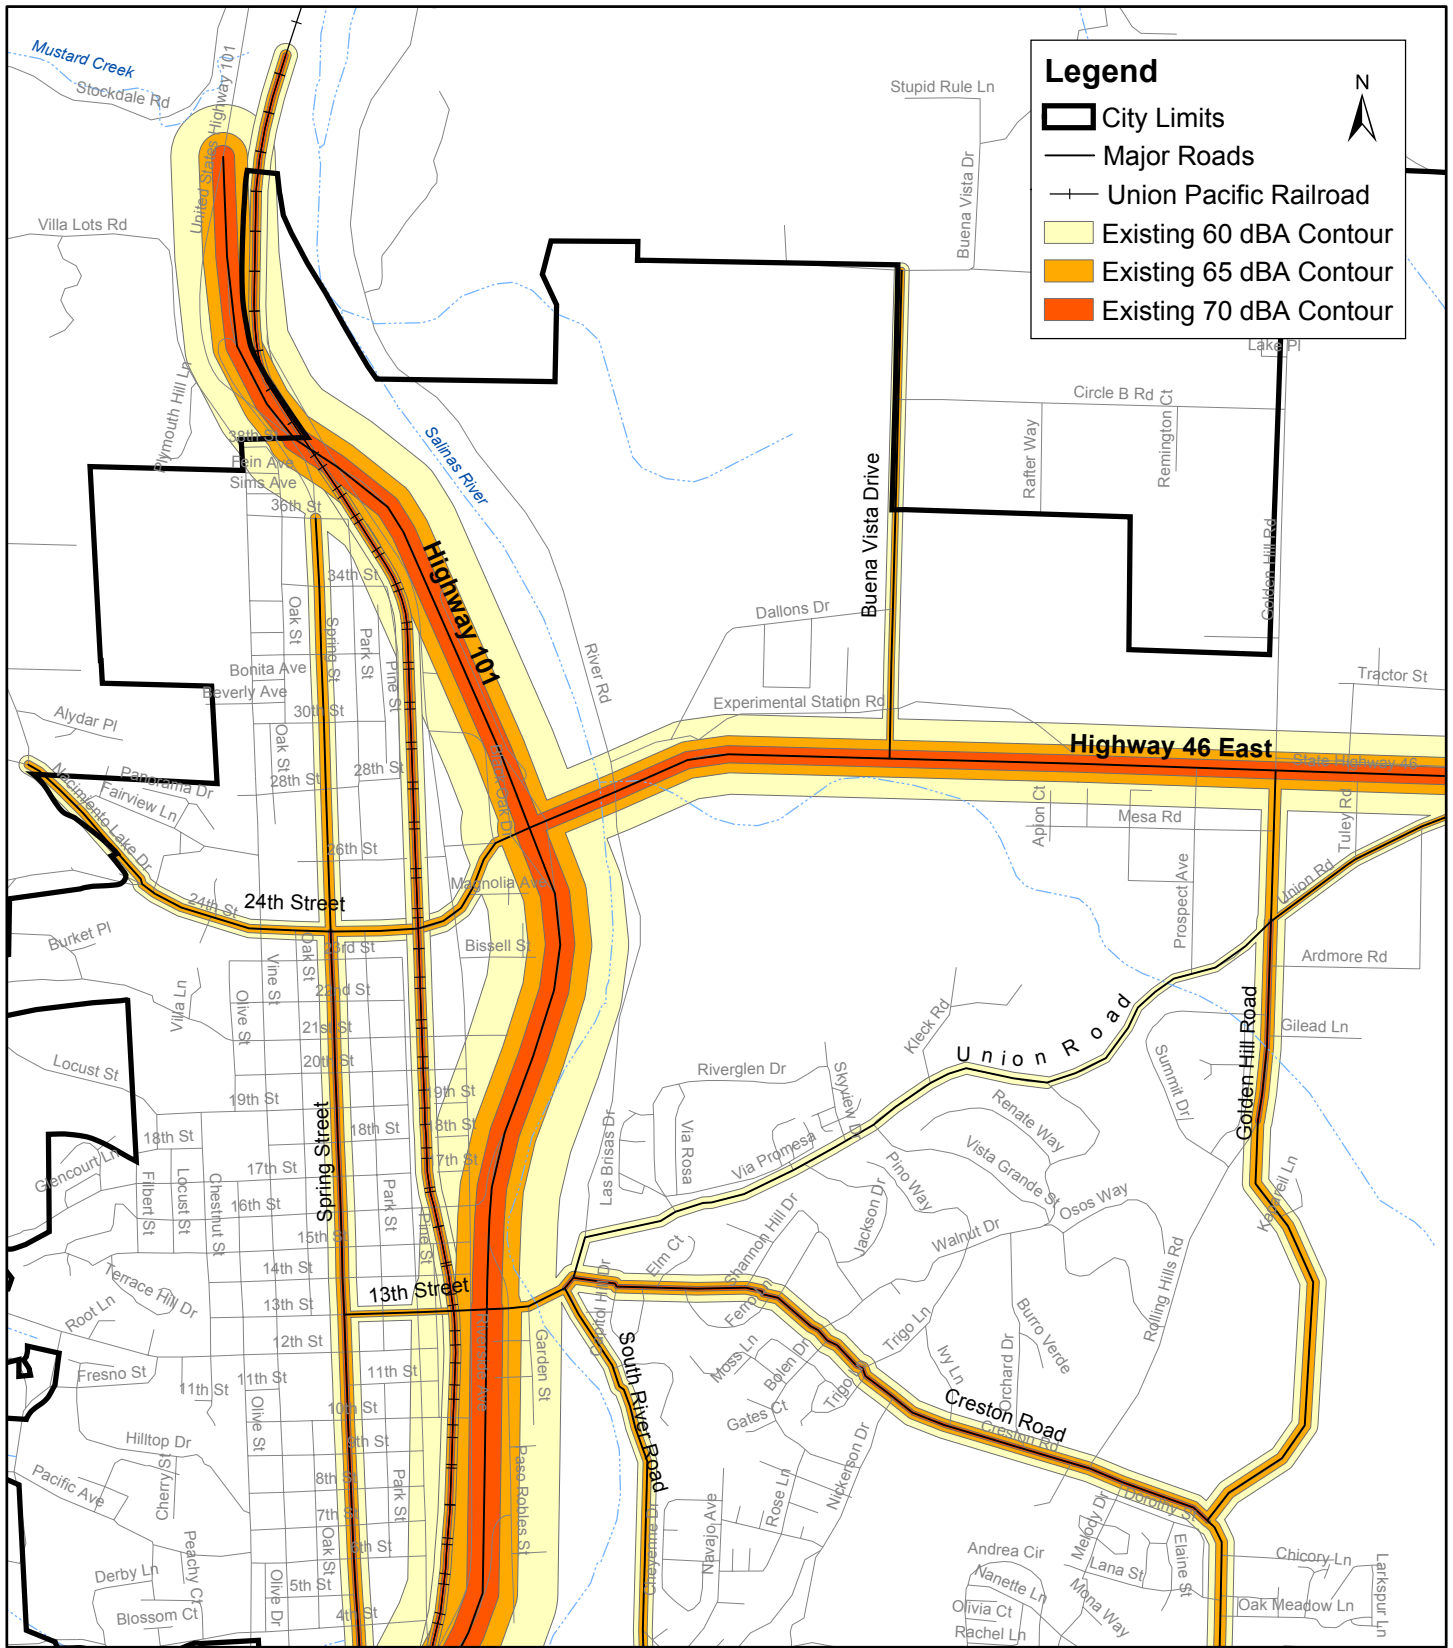 Legend
N
City Limits
Major Roads
Union Pacific Railroad
Existing 60 dBA Contour
Existing 65 dBA Contour
Existing 70 dBA Contour
Mustard Creek
Stockdale Rd
United States Highway 101
Stupid Rule Ln
Buena Vista Dr
Villa Lots Rd
Plymouth Hill Ln
Lake Pl
Circle B Rd
Rafter Way
Remington Ct
Golden Hill Rd
Salinas River
38th St
Fein Ave
Sims Ave
36th St
34th St
Highway 101
Buena Vista Drive
Dallons Dr
Experimental Station Rd
River Rd
Tractor St
Oak St
Spring St
Park St
Pine St
Bonita Ave
Beverly Ave
30th St
Alydar Pl
Oak St
28th St
28th St
Black Oak Dr
Highway 46 East
State Highway 46
Panorama Dr
Fairview Ln
Nacimiento Lake Dr
26th St
Apion Ct
Mesa Rd
Tuley Rd
Magnolia Ave
Union Rd
Prospect Ave
24th St
24th Street
Burket Pl
23rd St
Bissell St
Ardmore Rd
Oak St
Vine St
22nd St
Villa Ln
Olive St
21st St
Kleck Rd
Union Road
Gilead Ln
Golden Hill Road
Locust St
20th St
Riverglen Dr
Skyview Dr
Summit Dr
19th St
19th St
Renate Way
18th St
18th St
18th St
Las Brisas Dr
Via Rosa
Via Promesa
Vista Grande St
Glencourt Ln
17th St
17th St
Filbert St
Locust St
Chestnut St
Spring Street
Park St
Pine St
Pino Way
Osos Way
16th St
Jackson Dr
Shannon Hill Dr
Walnut Dr
15th St
Elm Ct
Rolling Hills Rd
14th St
Terrace Hill Dr
Root Ln
13th St
13th Street
Capitol Hill Dr
Ferro Ln
12th St
Riverside Ave
Garden St
South River Road
Trigo Ln
Burro Verde
Orchard Dr
Ivy Ln
Moss Ln
Bolen Dr
Trigo Ln
Fresno St
11th St
11th St
11th St
10th St
Gates Ct
Creston Road
Creston Rd
Olive St
9th St
Hilltop Dr
Nickerson Dr
Pacific Ave
Cherry St
8th St
Park St
Paso Robles St
Rose Ln
Navajo Ave
7th St
Melody Dr
Dorothy St
Peachy Ct
Oak St
6th St
Cheyenne Dr
Andrea Cir
Lana St
Elaine St
Chicory Ln
Larkspur Ln
Derby Ln
Olive Dr
5th St
Nanette Ln
Mona Way
Oak Meadow Ln
Blossom Ct
4th St
Olivia Ct
Rachel Ln